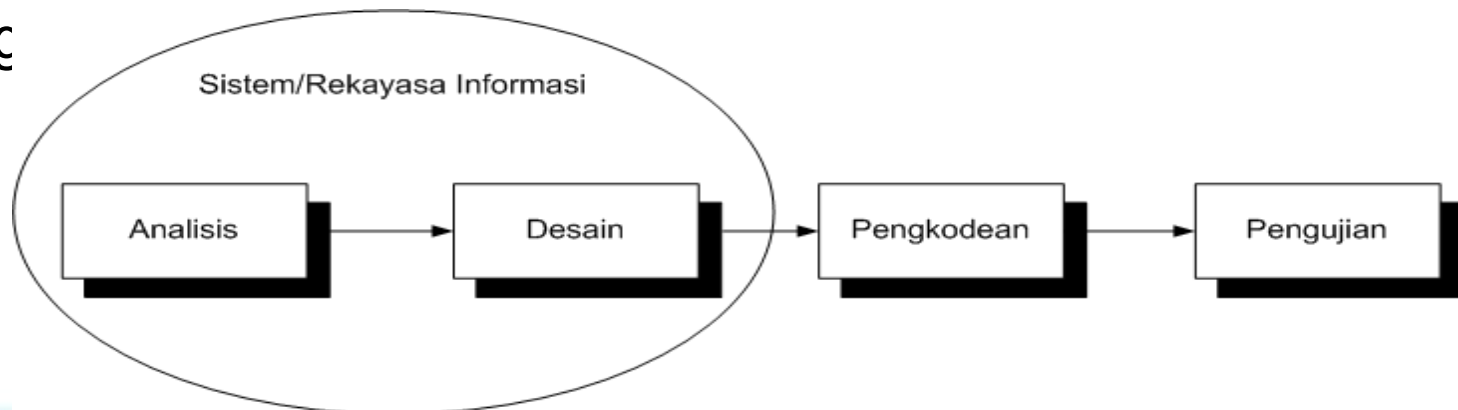 Sistem/Rekayasa Informasi
Analisis
Desain
Pengkodean
Pengujian